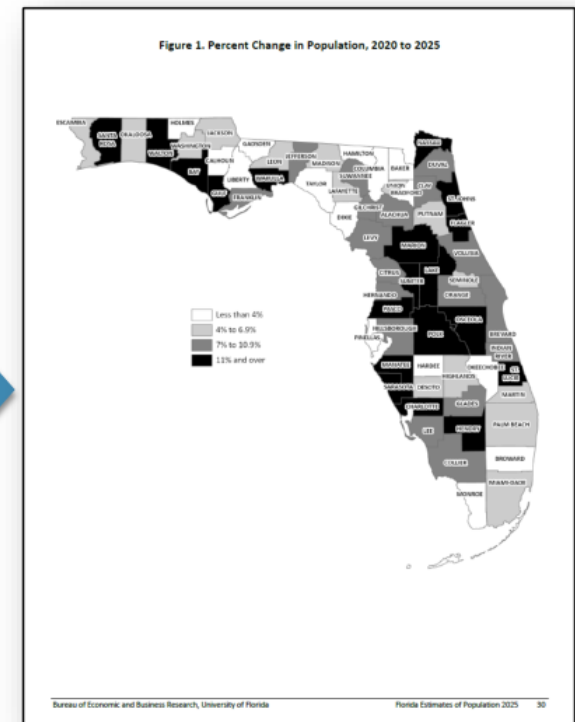 Figure 1. Percent Change in Population, 2020 to 2025
ESCAMBIA
SANTA
ROSA
OKALOOSA
WALTON
HOLMES
WASHINGTON
JACKSON
BAY
CALHOUN
GULF
GADSDEN
LIBERTY
FRANKLIN
LEON
WAKULLA
JEFFERSON
MADISON
TAYLOR
HAMILTON
SUWANNEE
LAFAYETTE
DIXIE
COLUMBIA
GILCHRIST
BAKER
UNION
BRADFORD
ALACHUA
LEVY
NASSAU
DUVAL
CLAY
ST. JOHNS
PUTNAM
FLAGLER
MARION
VOLUSIA
CITRUS
SUMTER
LAKE
SEMINOLE
HERNANDO
ORANGE
PASCO
PINELLAS
HILLSBOROUGH
POLK
OSCEOLA
BREVARD
INDIAN
RIVER
MANATEE
HARDEE
OKEECHOBEE
ST.
LUCIE
HIGHLANDS
SARASOTA
DESOTO
MARTIN
CHARLOTTE
GLADES
LEE
HENDRY
PALM BEACH
COLLIER
BROWARD
MONROE
MIAMI-DADE
Less than 4%
4% to 6.9%
7% to 10.9%
11% and over
Bureau of Economic and Business Research, University of Florida
Florida Estimates of Population 2025 30